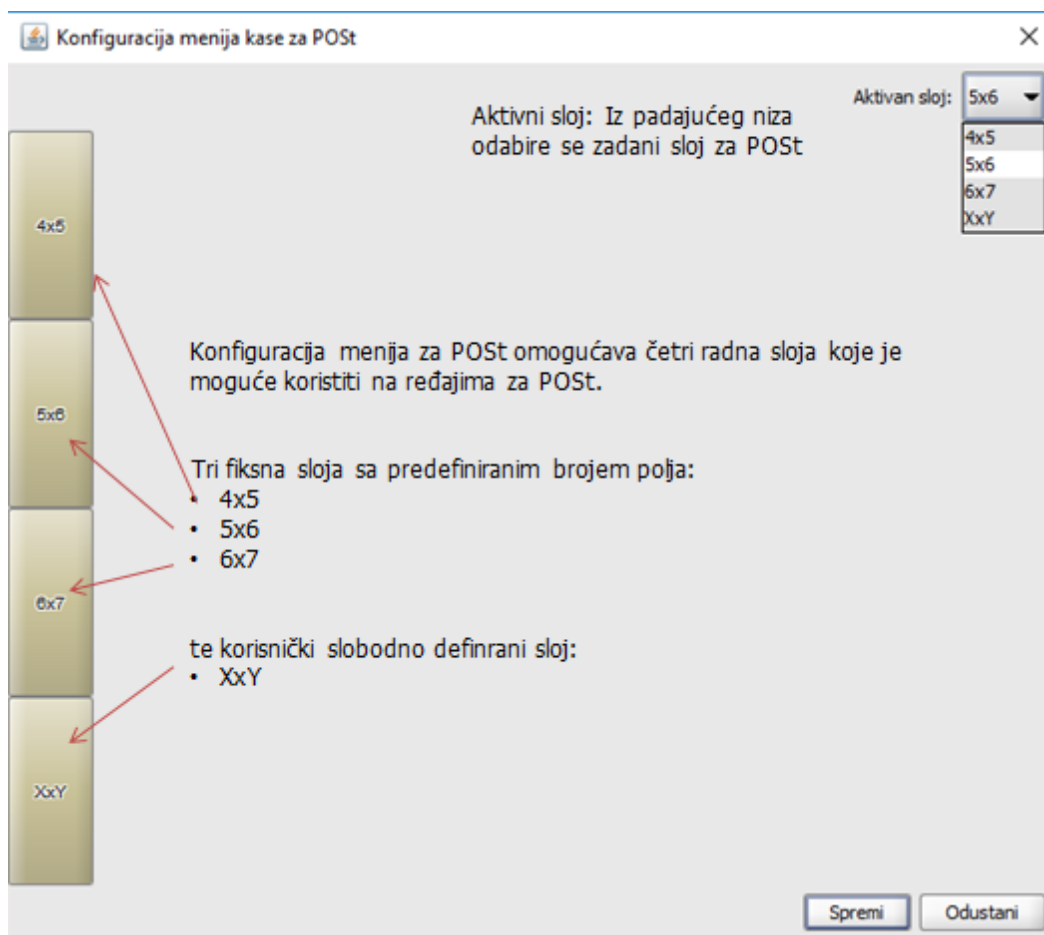 Konfiguracija menija kase za POSt
Aktivan sloj: 5x6
4x5
5x6
6x7
XxY
Aktivni sloj: Iz padajućeg niza
odabire se zadani sloj za POSt
4x5
5x6
6x7
XxY
Konfiguracija menija za POSt omogućava četri radna sloja koje je
moguće koristiti na ređajima za POSt.
Tri fiksna sloja sa predefiniranim brojem polja:
• 4x5
• 5x6
• 6x7
te korisnički slobodno definrani sloj:
• XxY
Spremi
Odustani